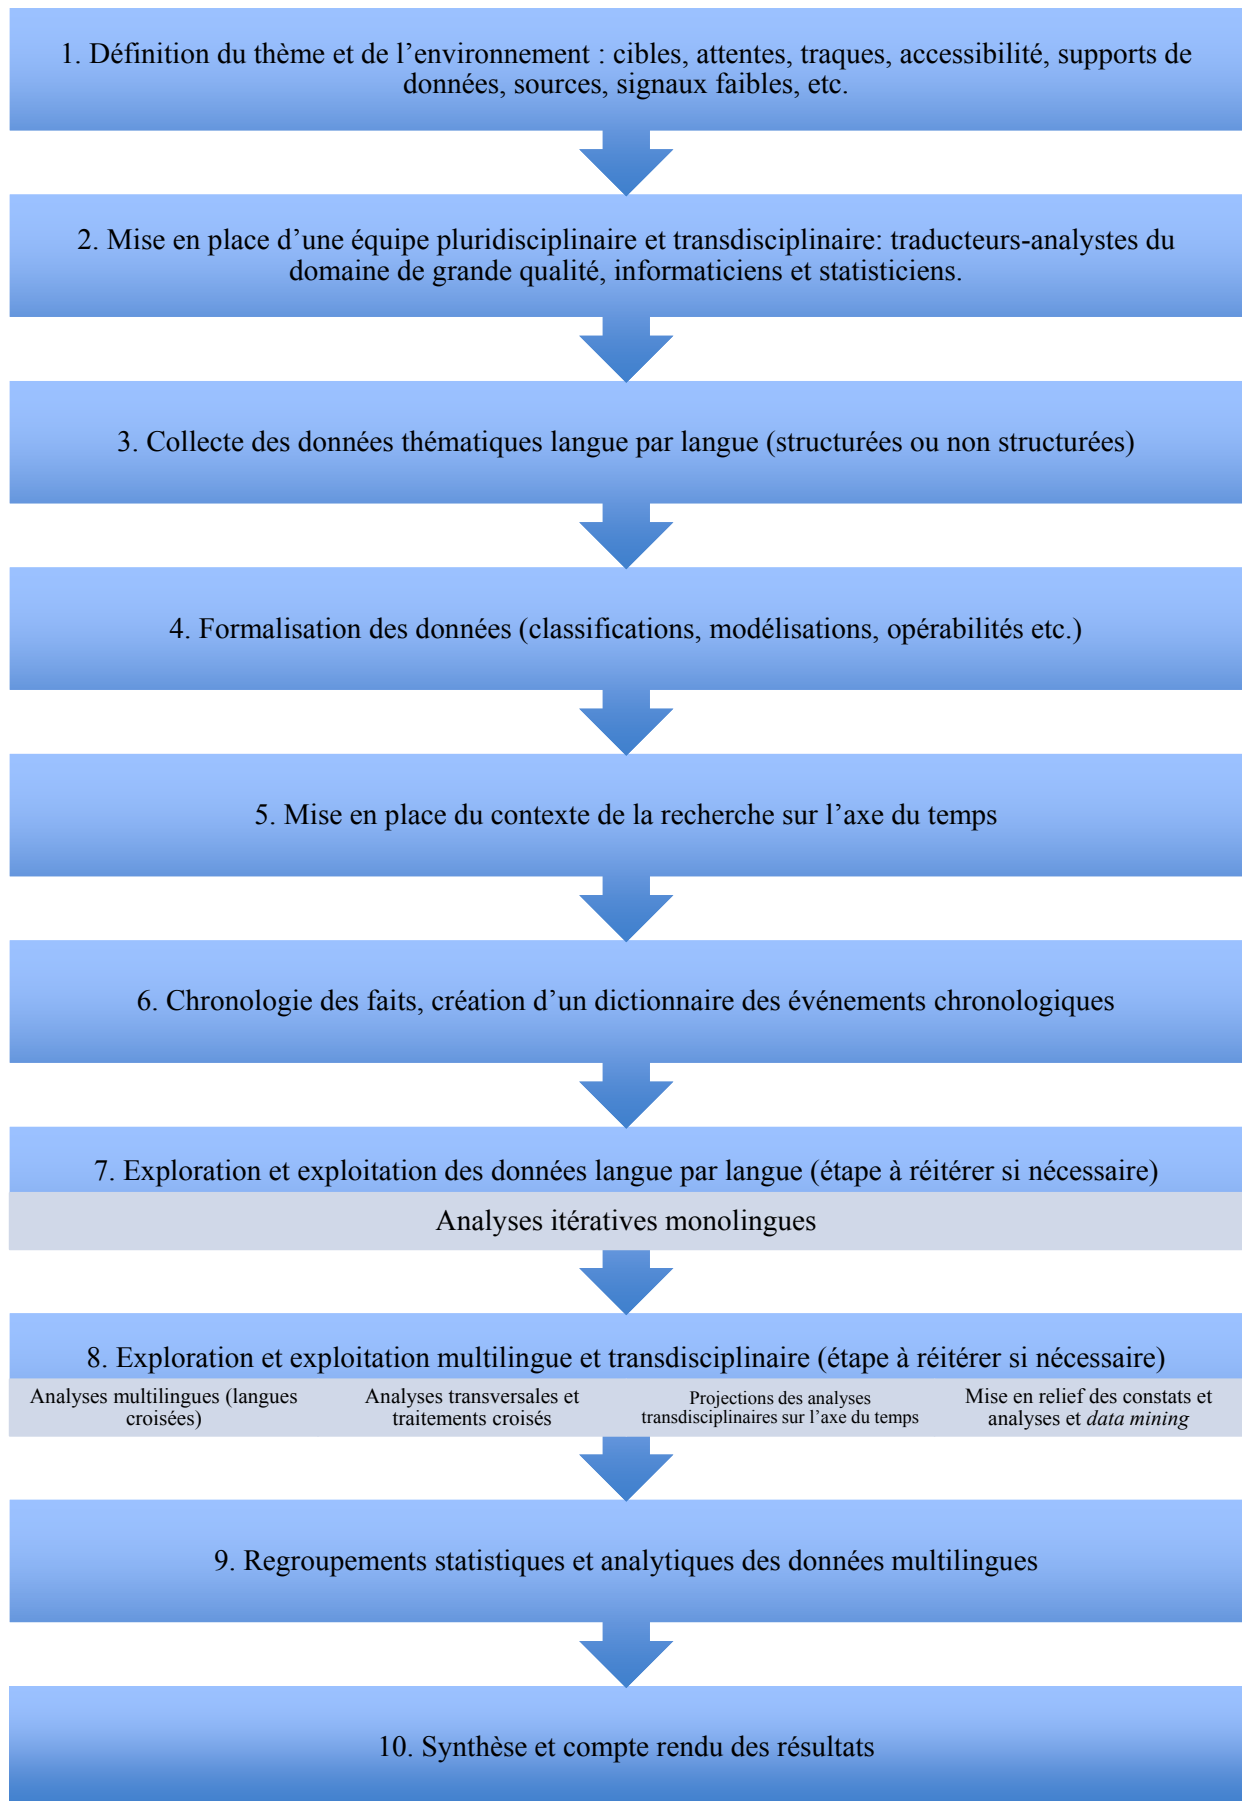 1. Définition du thème et de l’environnement : cibles, attentes, traques, accessibilité, supports de
données, sources, signaux faibles, etc.
2. Mise en place d’une équipe pluridisciplinaire et transdisciplinaire: traducteurs-analystes du
domaine de grande qualité, informaticiens et statisticiens.
3. Collecte des données thématiques langue par langue (structurées ou non structurées)
4. Formalisation des données (classifications, modélisations, opérabilités etc.)
5. Mise en place du contexte de la recherche sur l’axe du temps
6. Chronologie des faits, création d’un dictionnaire des événements chronologiques
7. Exploration et exploitation des données langue par langue (étape à réitérer si nécessaire)
Analyses itératives monolingues
8. Exploration et exploitation multilingue et transdisciplinaire (étape à réitérer si nécessaire)
Analyses multilingues (langues
croisées)
Analyses transversales et
traitements croisés
Projections des analyses
transdisciplinaires sur l’axe du temps
Mise en relief des constats et
analyses et data mining
9. Regroupements statistiques et analytiques des données multilingues
10. Synthèse et compte rendu des résultats